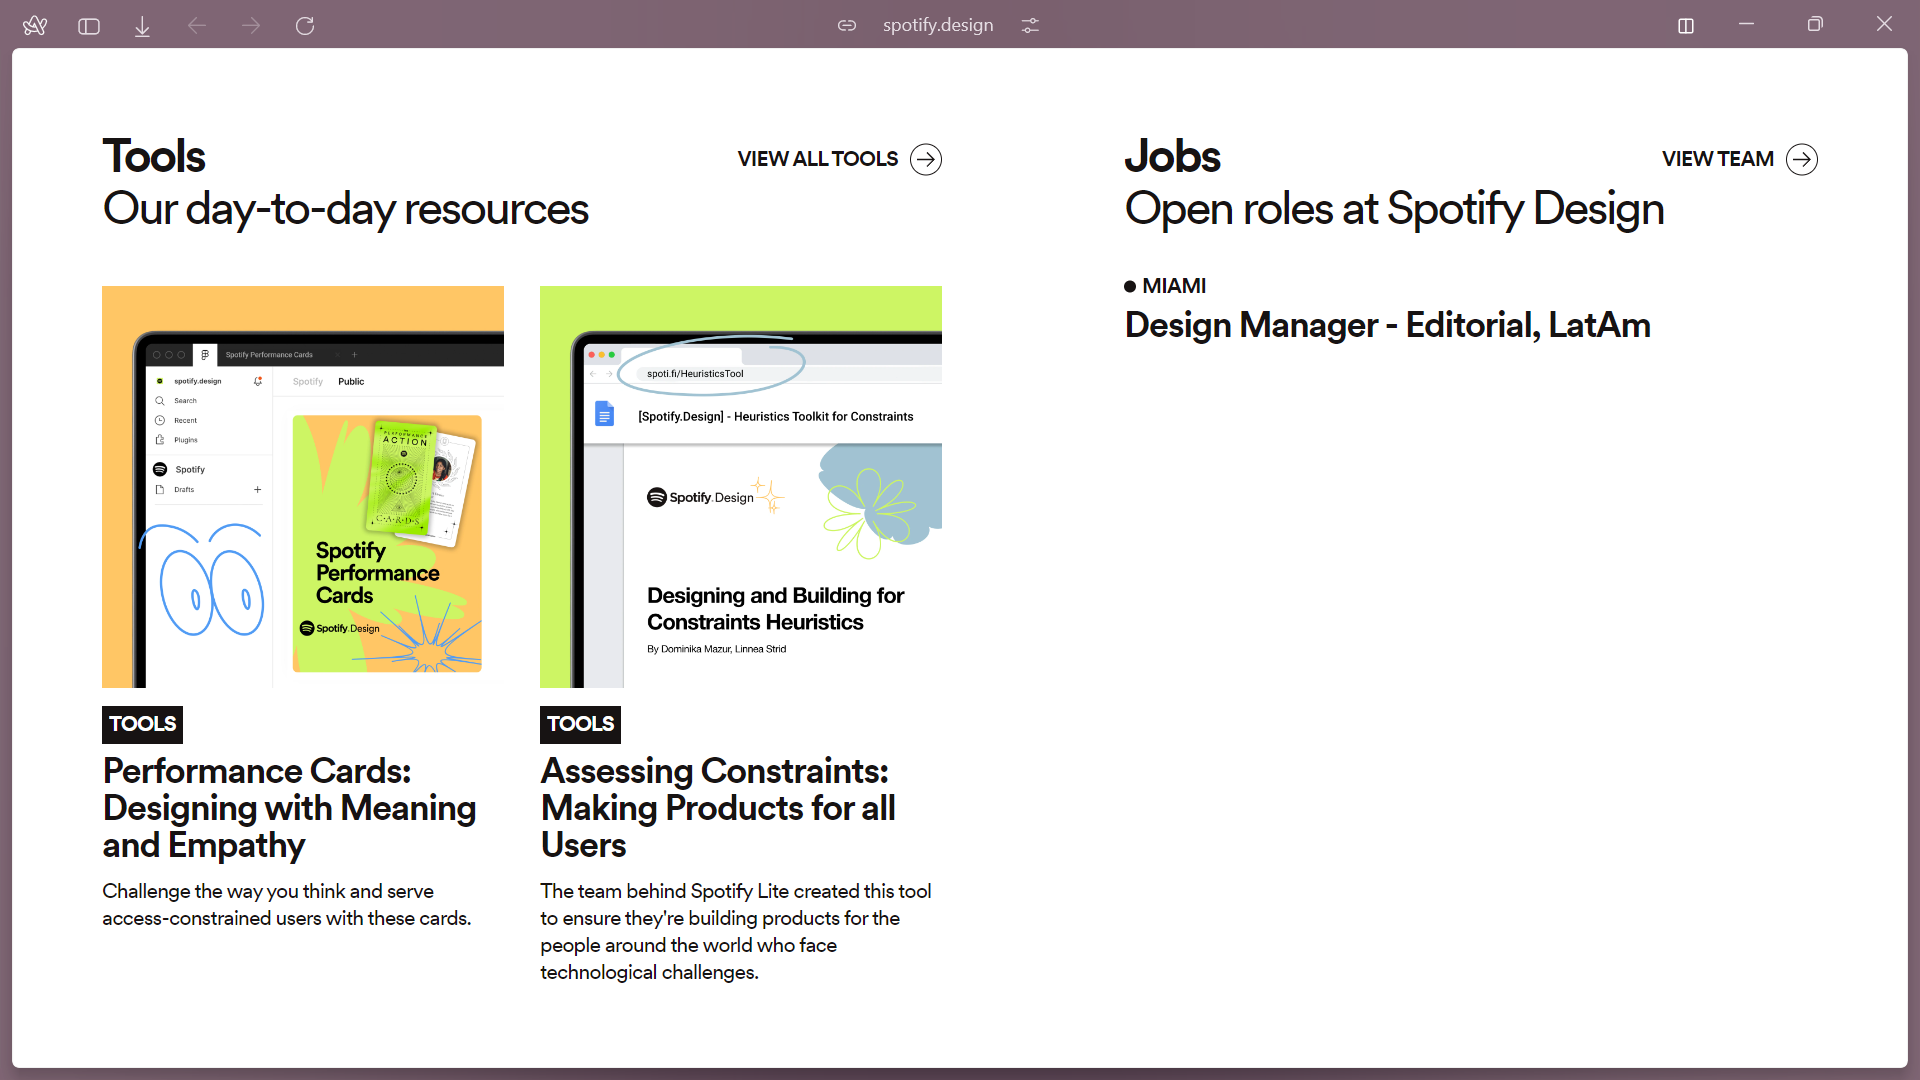 spotify.design
Tools
Our day-to-day resources
VIEW ALL TOOLS
Spotify Performance Cards
spotify.design
Search
Recent
Plugins
Spotify
Drafts
Spotify
Public
PERFORMANCE
ACTION
C·A·R·D·S
Spotify
Performance
Cards
Spotify.Design
TOOLS
Performance Cards:
Designing with Meaning
and Empathy
Challenge the way you think and serve
access-constrained users with these cards.
spoti.fi/HeuristicsTool
[Spotify.Design] - Heuristics Toolkit for Constraints
Spotify.Design
Designing and Building for
Constraints Heuristics
By Dominika Mazur, Linnea Strid
TOOLS
Assessing Constraints:
Making Products for all
Users
The team behind Spotify Lite created this tool
to ensure they're building products for the
people around the world who face
technological challenges.
Jobs
Open roles at Spotify Design
VIEW TEAM
MIAMI
Design Manager - Editorial, LatAm